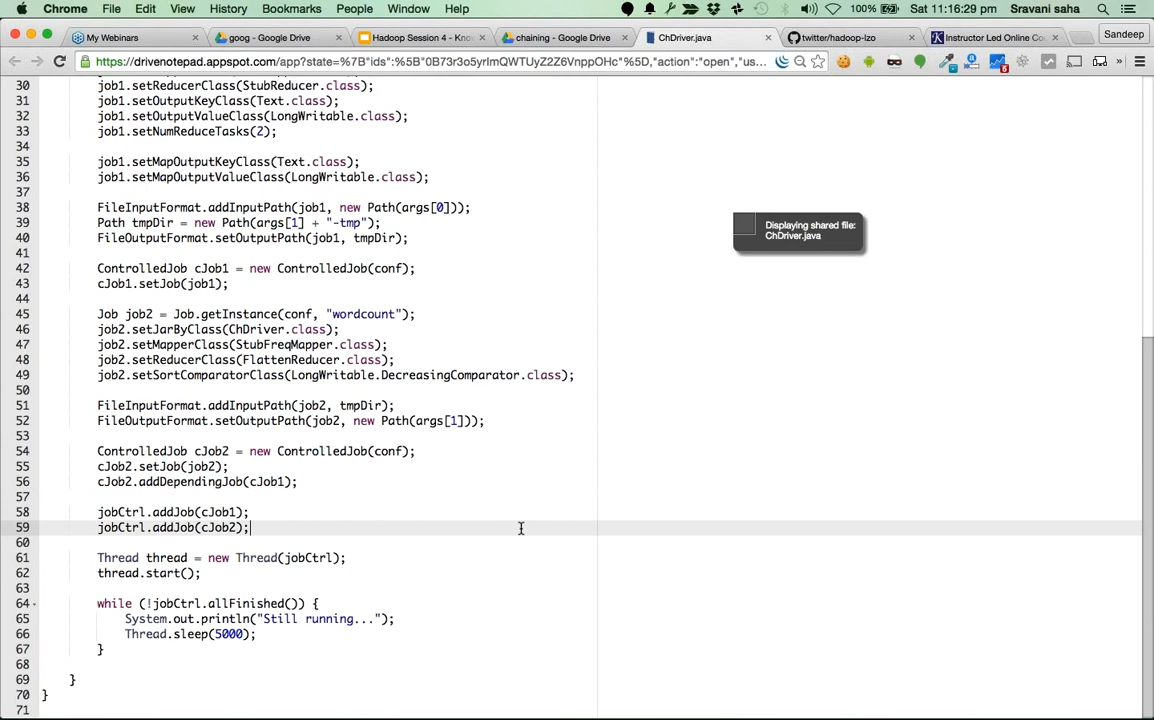 Chrome File Edit View History Bookmarks People Window Help 100% Sat 11:16:29 pm Sravani saha
My Webinars goog - Google Drive Hadoop Session 4 - Kno chaining - Google Drive ChDriver.java twitter/hadoop-lzo Instructor Led Online Cou Sandeep
https://drivenotepad.appspot.com/app?state=%7B"ids":%5B"0B73r3o5yrImQWTUyZ2Z6VnppOHc"%5D,"action":"open","us...
30 job1.setReducerClass(StubReducer.class);
31 job1.setOutputKeyClass(Text.class);
32 job1.setOutputValueClass(LongWritable.class);
33 job1.setNumReduceTasks(2);
34
35 job1.setMapOutputKeyClass(Text.class);
36 job1.setMapOutputValueClass(LongWritable.class);
37
38 FileInputFormat.addInputPath(job1, new Path(args[0]));
39 Path tmpDir = new Path(args[1] + "-tmp");
40 FileOutputFormat.setOutputPath(job1, tmpDir);
41
42 ControlledJob cJob1 = new ControlledJob(conf);
43 cJob1.setJob(job1);
44
45 Job job2 = Job.getInstance(conf, "wordcount");
46 job2.setJarByClass(ChDriver.class);
47 job2.setMapperClass(StubFreqMapper.class);
48 job2.setReducerClass(FlattenReducer.class);
49 job2.setSortComparatorClass(LongWritable.DecreasingComparator.class);
50
51 FileInputFormat.addInputPath(job2, tmpDir);
52 FileOutputFormat.setOutputPath(job2, new Path(args[1]));
53
54 ControlledJob cJob2 = new ControlledJob(conf);
55 cJob2.setJob(job2);
56 cJob2.addDependingJob(cJob1);
57
58 jobCtrl.addJob(cJob1);
59 jobCtrl.addJob(cJob2);
60
61 Thread thread = new Thread(jobCtrl);
62 thread.start();
63
64 while (!jobCtrl.allFinished()) {
65 System.out.println("Still running...");
66 Thread.sleep(5000);
67 }
68
69 }
70 }
71
Displaying shared file:
ChDriver.java